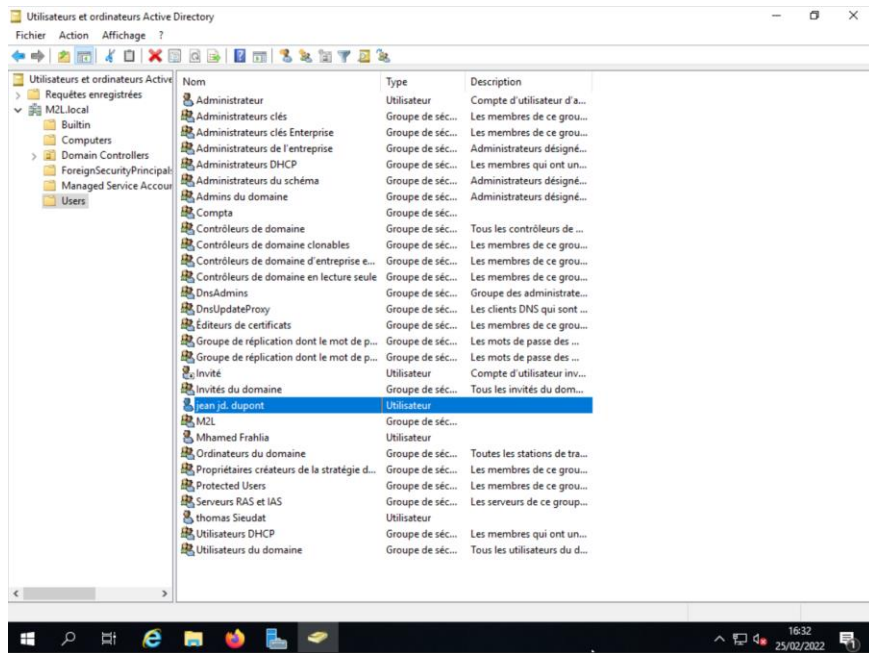 Utilisateurs et ordinateurs Active Directory
Fichier Action Affichage ?
Utilisateurs et ordinateurs Active
Requêtes enregistrées
M2L.local
Builtin
Computers
Domain Controllers
ForeignSecurityPrincipals
Managed Service Accour
Users
Nom Type Description
Administrateur Utilisateur Compte d'utilisateur d'a...
Administrateurs clés Groupe de séc... Les membres de ce grou...
Administrateurs clés Enterprise Groupe de séc... Les membres de ce grou...
Administrateurs de l'entreprise Groupe de séc... Administrateurs désigné...
Administrateurs DHCP Groupe de séc... Les membres qui ont un...
Administrateurs du schéma Groupe de séc... Administrateurs désigné...
Admins du domaine Groupe de séc... Administrateurs désigné...
Compta Groupe de séc...
Contrôleurs de domaine Groupe de séc... Tous les contrôleurs de ...
Contrôleurs de domaine clonables Groupe de séc... Les membres de ce grou...
Contrôleurs de domaine d'entreprise e... Groupe de séc... Les membres de ce grou...
Contrôleurs de domaine en lecture seule Groupe de séc... Les membres de ce grou...
DnsAdmins Groupe de séc... Groupe des administrate...
DnsUpdateProxy Groupe de séc... Les clients DNS qui sont ...
Éditeurs de certificats Groupe de séc... Les membres de ce grou...
Groupe de réplication dont le mot de p... Groupe de séc... Les mots de passe des ...
Groupe de réplication dont le mot de p... Groupe de séc... Les mots de passe des ...
Invité Utilisateur Compte d'utilisateur inv...
Invités du domaine Groupe de séc... Tous les invités du dom...
jean jd. dupont Utilisateur
M2L Groupe de séc...
Mhamed Frahlia Utilisateur
Ordinateurs du domaine Groupe de séc... Toutes les stations de tra...
Propriétaires créateurs de la stratégie d... Groupe de séc... Les membres de ce grou...
Protected Users Groupe de séc... Les membres de ce grou...
Serveurs RAS et IAS Groupe de séc... Les serveurs de ce group...
thomas Sieudat Utilisateur
Utilisateurs DHCP Groupe de séc... Les membres qui ont un...
Utilisateurs du domaine Groupe de séc... Tous les utilisateurs du d...
16:32
25/02/2022